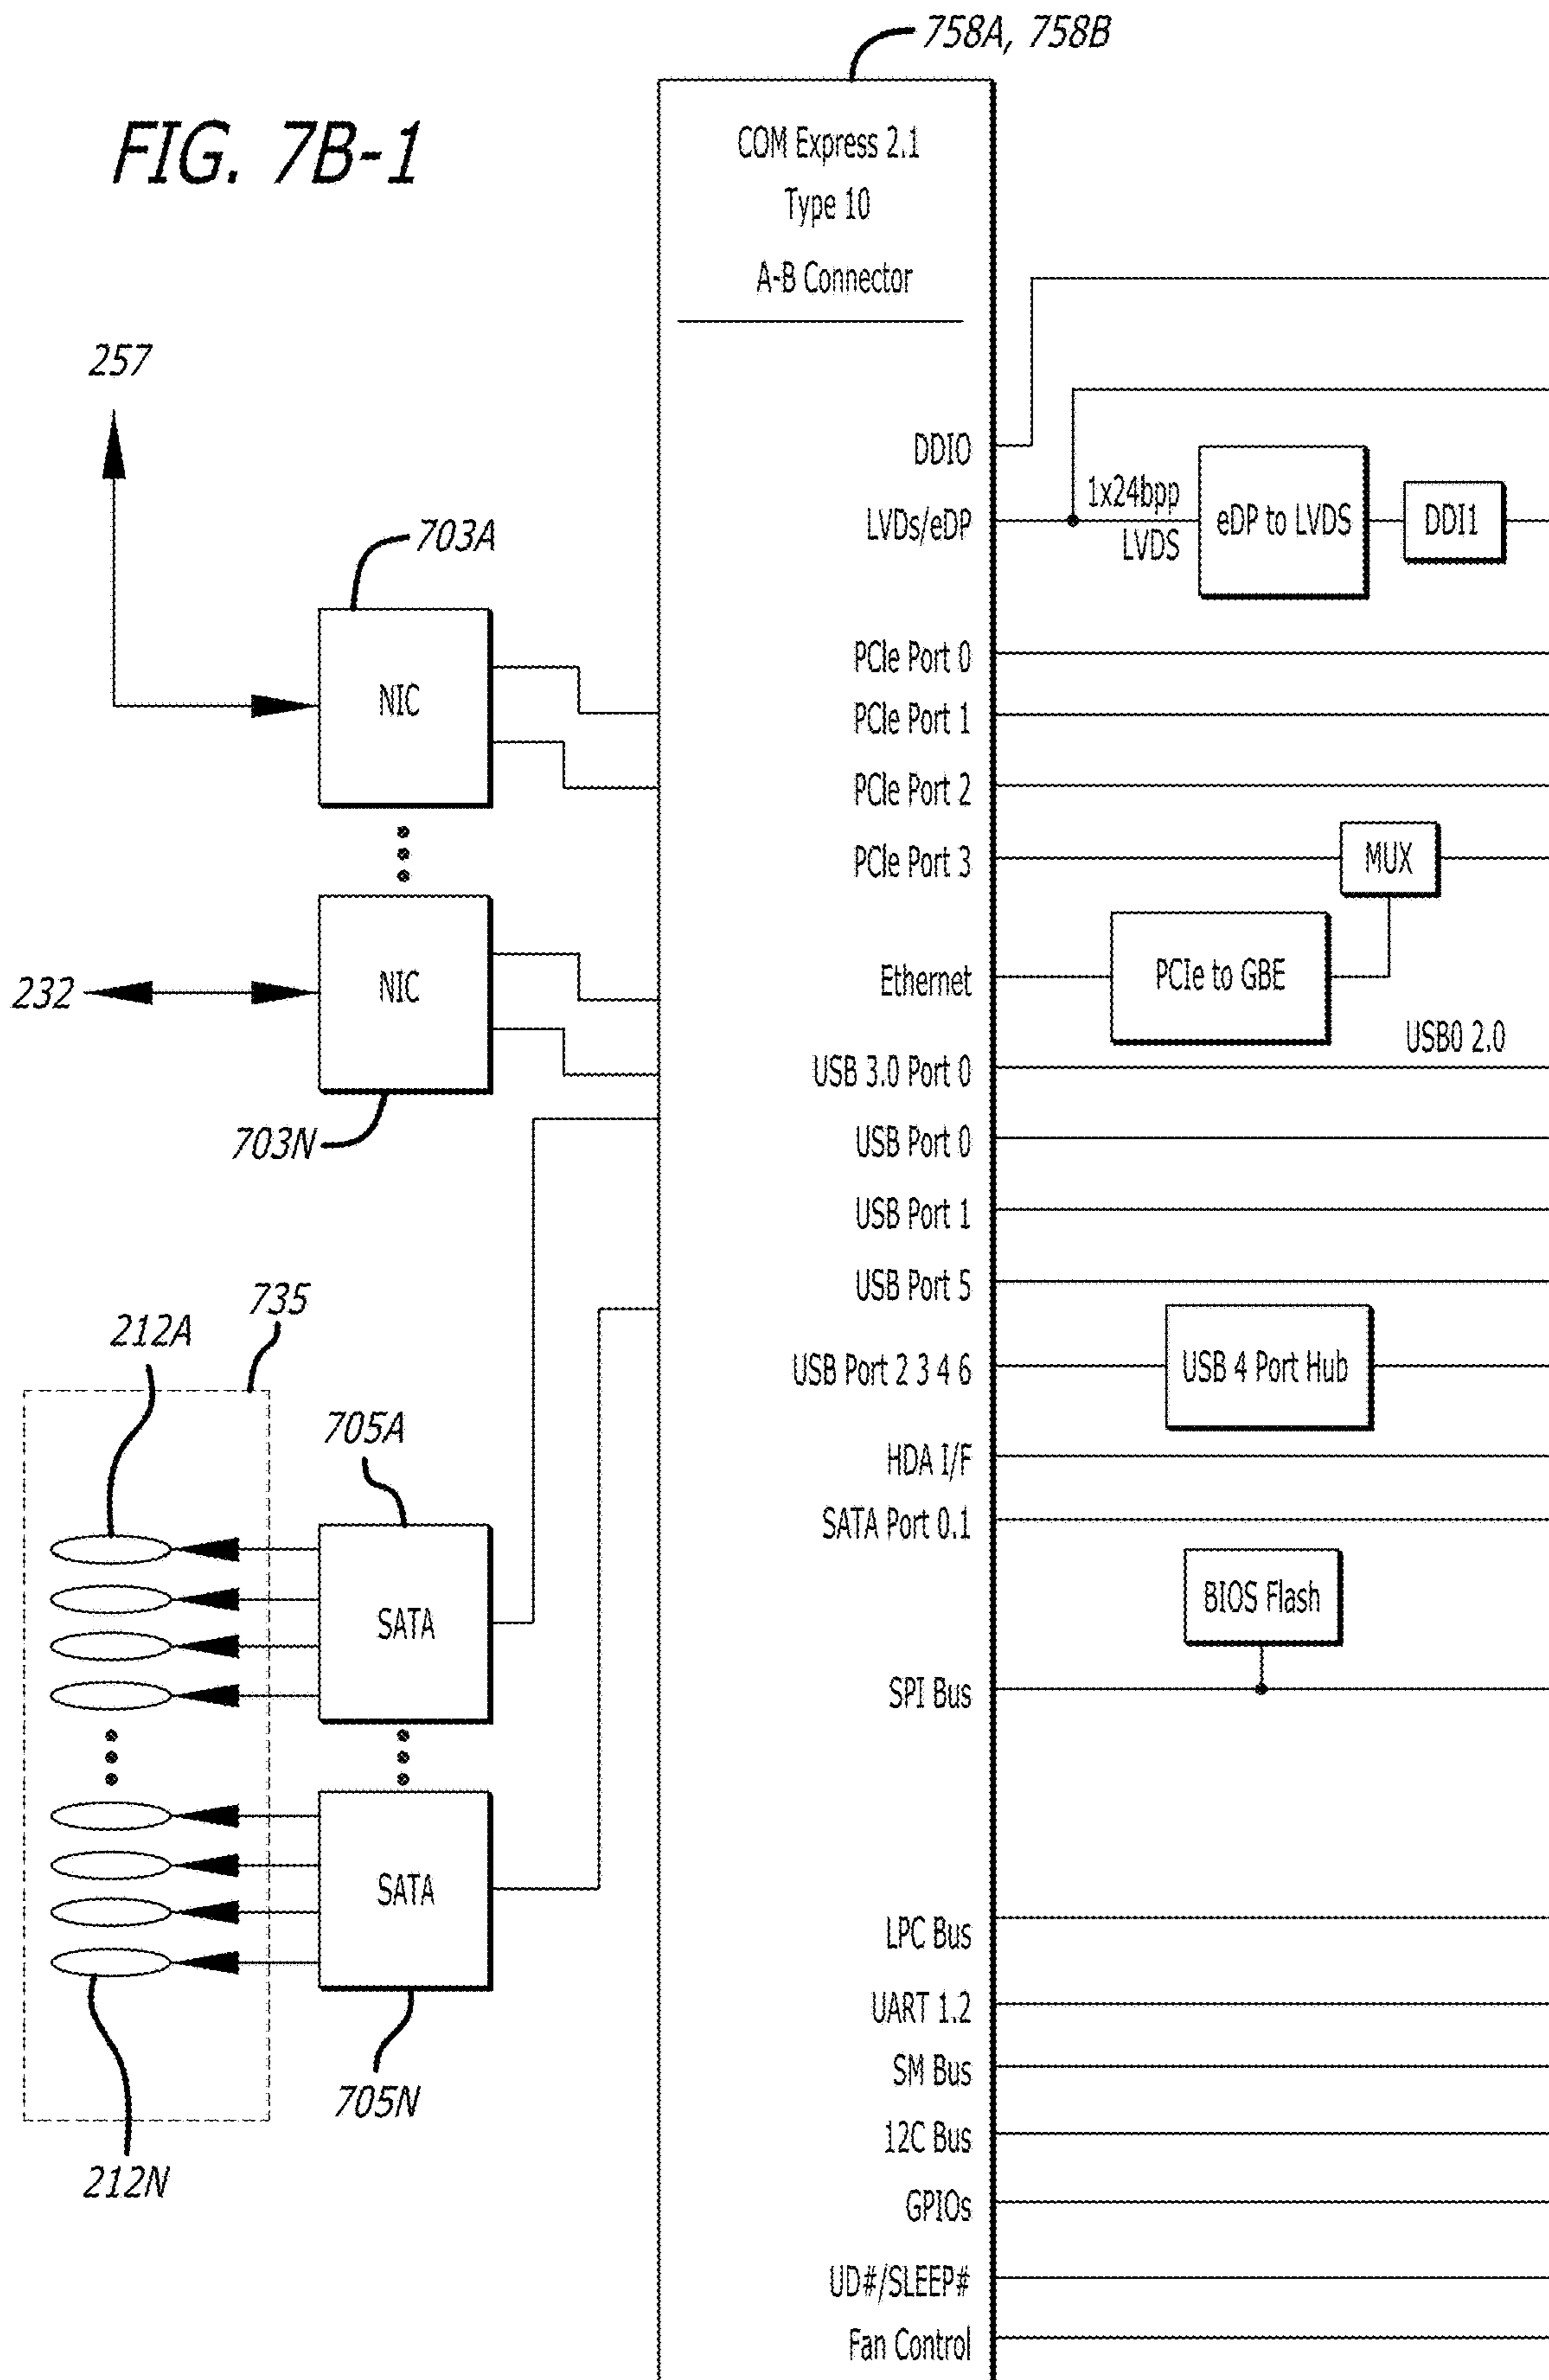 758A, 758B
FIG. 7B-1
COM Express 2.1
Type 10
A-B Connector
257
DDIO
1x24bpp
LVDS
LVDs/eDP
eDP to LVDS
DDI1
703A
NIC
PCIe Port 0
PCIe Port 1
PCIe Port 2
PCIe Port 3
MUX
232
NIC
Ethernet
PCIe to GBE
USB0 2.0
USB 3.0 Port 0
703N
USB Port 0
USB Port 1
USB Port 5
735
212A
USB Port 2 3 4 6
USB 4 Port Hub
705A
HDA I/F
SATA Port 0.1
SATA
BIOS Flash
SPI Bus
SATA
LPC Bus
UART 1.2
SM Bus
705N
12C Bus
212N
GPIOs
UD#/SLEEP#
Fan Control